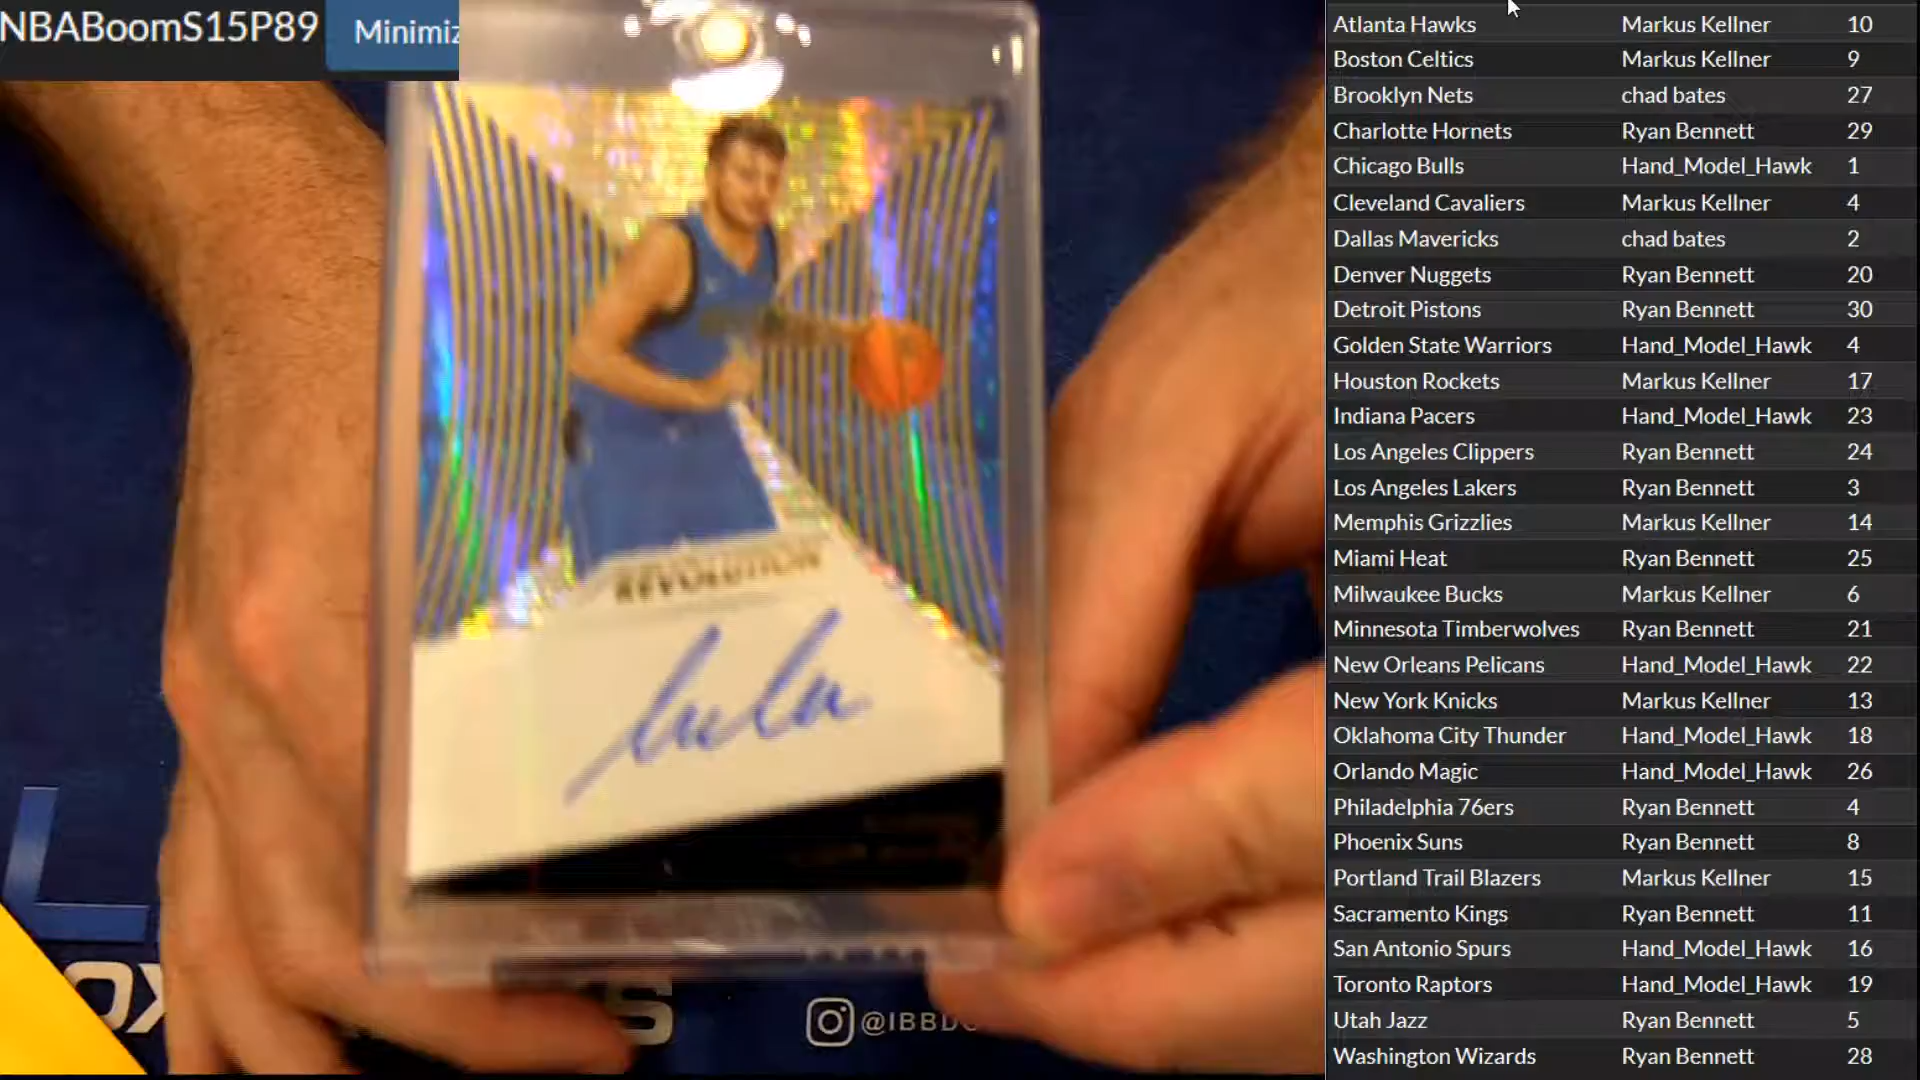 NBABoomS15P89 Minimiz
REVOLUTION
@IBBD
Atlanta Hawks Markus Kellner 10
Boston Celtics Markus Kellner 9
Brooklyn Nets chad bates 27
Charlotte Hornets Ryan Bennett 29
Chicago Bulls Hand_Model_Hawk 1
Cleveland Cavaliers Markus Kellner 4
Dallas Mavericks chad bates 2
Denver Nuggets Ryan Bennett 20
Detroit Pistons Ryan Bennett 30
Golden State Warriors Hand_Model_Hawk 4
Houston Rockets Markus Kellner 17
Indiana Pacers Hand_Model_Hawk 23
Los Angeles Clippers Ryan Bennett 24
Los Angeles Lakers Ryan Bennett 3
Memphis Grizzlies Markus Kellner 14
Miami Heat Ryan Bennett 25
Milwaukee Bucks Markus Kellner 6
Minnesota Timberwolves Ryan Bennett 21
New Orleans Pelicans Hand_Model_Hawk 22
New York Knicks Markus Kellner 13
Oklahoma City Thunder Hand_Model_Hawk 18
Orlando Magic Hand_Model_Hawk 26
Philadelphia 76ers Ryan Bennett 4
Phoenix Suns Ryan Bennett 8
Portland Trail Blazers Markus Kellner 15
Sacramento Kings Ryan Bennett 11
San Antonio Spurs Hand_Model_Hawk 16
Toronto Raptors Hand_Model_Hawk 19
Utah Jazz Ryan Bennett 5
Washington Wizards Ryan Bennett 28